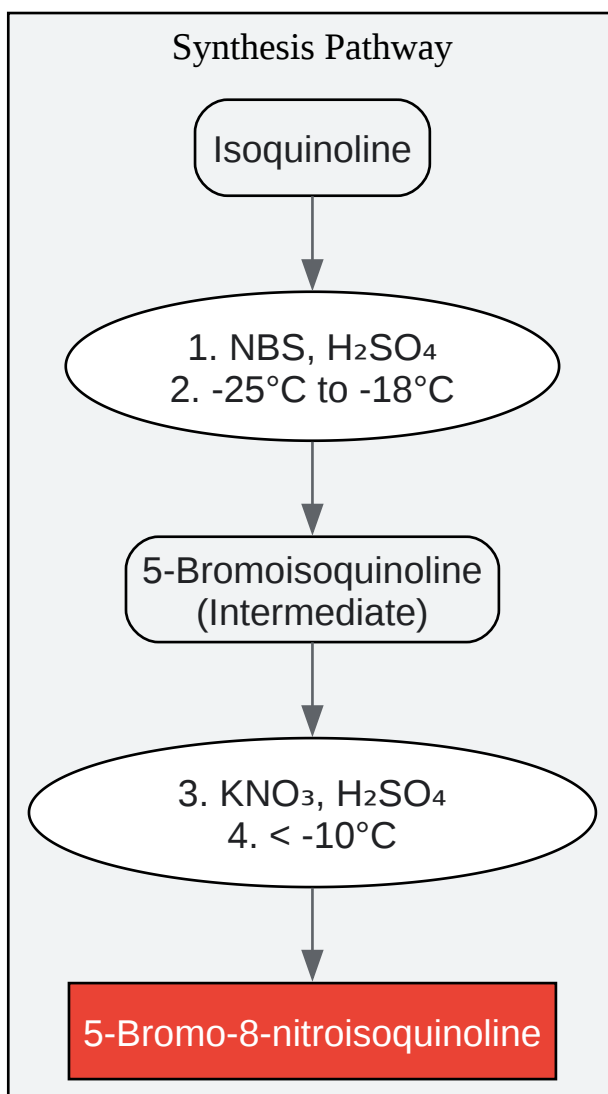 Synthesis Pathway
Isoquinoline
1. NBS, H₂SO₄
2. -25°C to -18°C
5-Bromoisoquinoline
(Intermediate)
3. KNO₃, H₂SO₄
4. < -10°C
5-Bromo-8-nitroisoquinoline